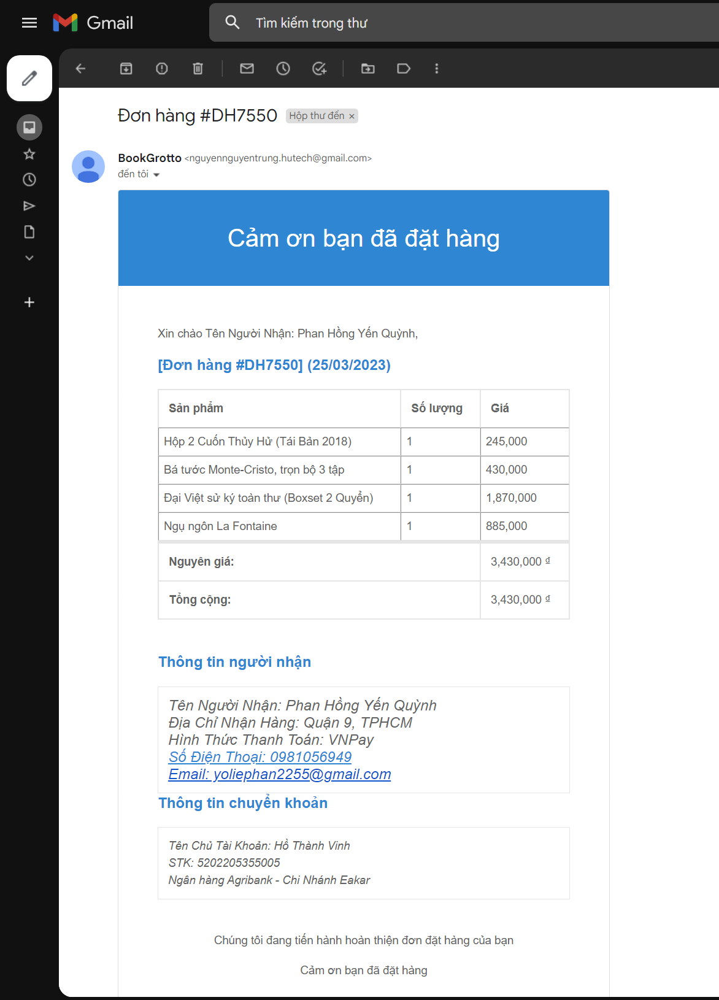 Gmail
Tìm kiếm trong thư
Đơn hàng #DH7550 Hộp thư đến ×
BookGrotto <nguyennguyentrung.hutech@gmail.com>
đến tôi
Cảm ơn bạn đã đặt hàng
Xin chào Tên Người Nhận: Phan Hồng Yến Quỳnh,
[Đơn hàng #DH7550] (25/03/2023)
Sản phẩm Số lượng Giá
Hộp 2 Cuốn Thủy Hử (Tái Bản 2018) 1 245,000
Bá tước Monte-Cristo, trọn bộ 3 tập 1 430,000
Đại Việt sử ký toàn thư (Boxset 2 Quyển) 1 1,870,000
Ngụ ngôn La Fontaine 1 885,000
Nguyên giá: 3,430,000 ₫
Tổng cộng: 3,430,000 ₫
Thông tin người nhận
Tên Người Nhận: Phan Hồng Yến Quỳnh
Địa Chỉ Nhận Hàng: Quận 9, TPHCM
Hình Thức Thanh Toán: VNPay
Số Điện Thoại: 0981056949
Email: yoliephan2255@gmail.com
Thông tin chuyển khoản
Tên Chủ Tài Khoản: Hồ Thành Vinh
STK: 5202205355005
Ngân hàng Agribank - Chi Nhánh Eakar
Chúng tôi đang tiến hành hoàn thiện đơn đặt hàng của bạn
Cảm ơn bạn đã đặt hàng